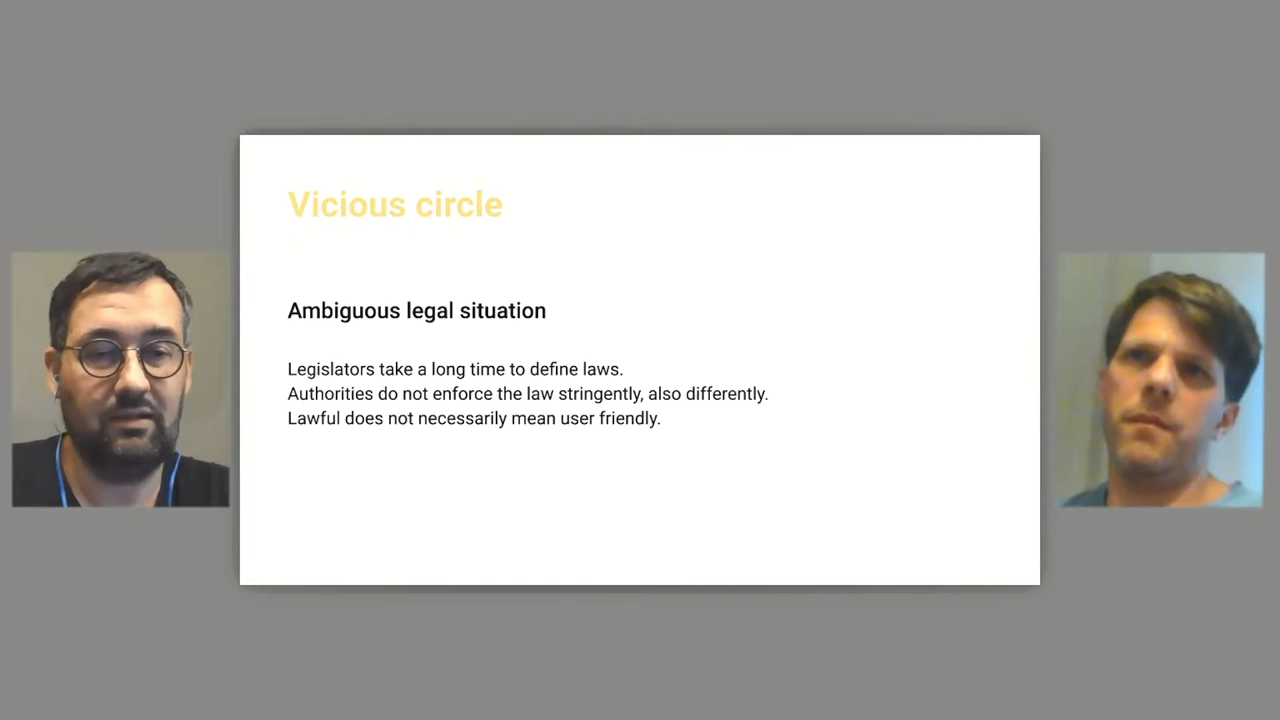 Vicious circle
Ambiguous legal situation
Legislators take a long time to define laws.
Authorities do not enforce the law stringently, also differently.
Lawful does not necessarily mean user friendly.